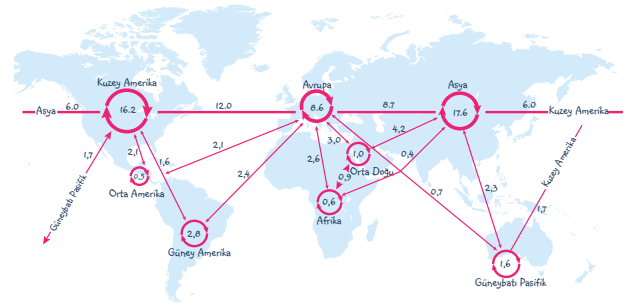 Kuzey Amerika
Avrupa
Asya
Asya
6.0
16.2
12.0
8.6
8.7
17.6
6.0
Kuzey Amerika
1,7
2,1
1,6
2,1
3,0
4,2
2,6
1,0
0,4
Kuzey Amerika
0,5
Orta Amerika
2,4
0,9
Orta Doğu
0,7
2,3
Güneybatı Pasifik
0,6
Afrika
1,7
2,8
Güney Amerika
1,6
Güneybatı Pasifik